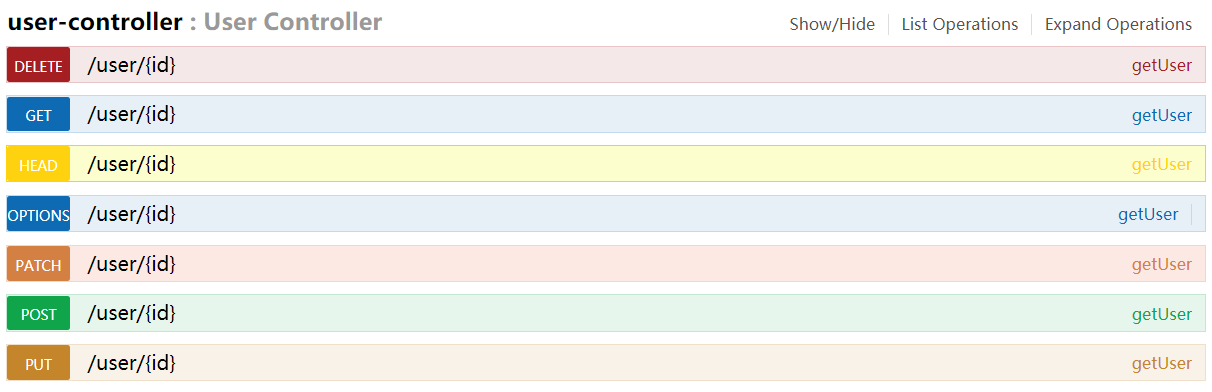 user-controller : User Controller Show/Hide List Operations Expand Operations
DELETE /user/{id} getUser
GET /user/{id} getUser
HEAD /user/{id} getUser
OPTIONS /user/{id} getUser
PATCH /user/{id} getUser
POST /user/{id} getUser
PUT /user/{id} getUser